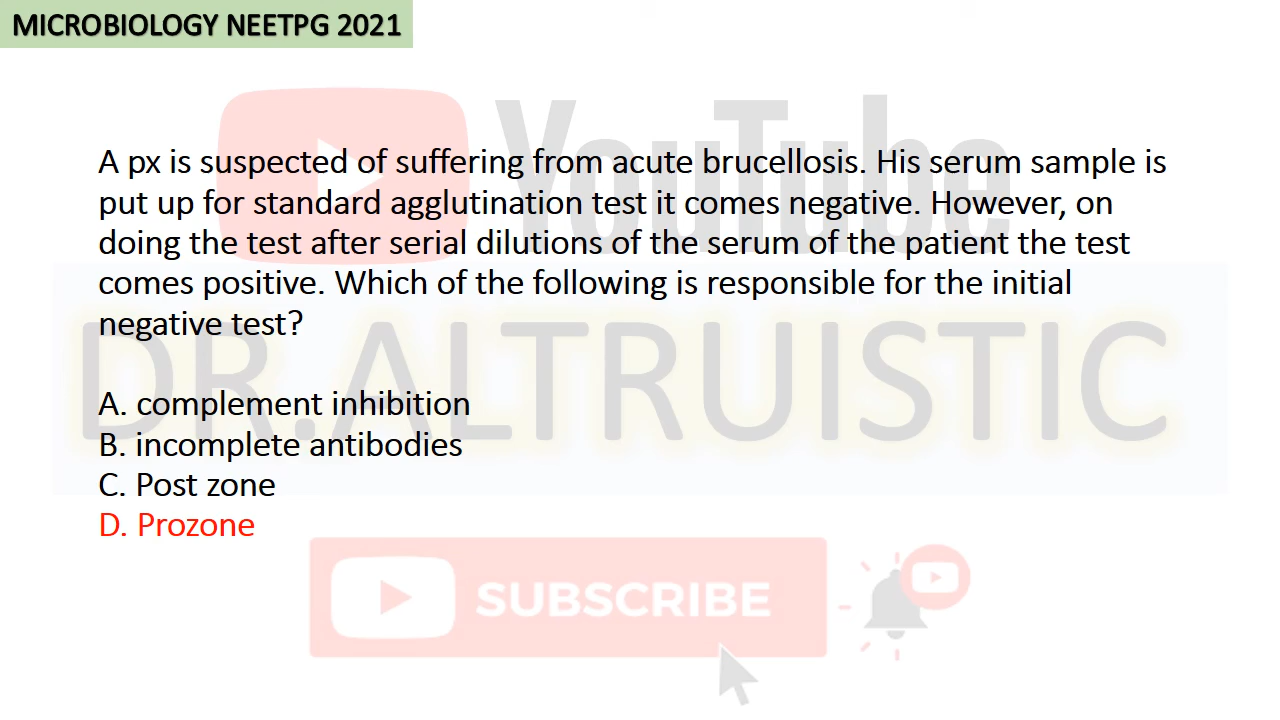 MICROBIOLOGY NEETPG 2021
YouTube
A px is suspected of suffering from acute brucellosis. His serum sample is
put up for standard agglutination test it comes negative. However, on
doing the test after serial dilutions of the serum of the patient the test
comes positive. Which of the following is responsible for the initial
negative test?
DR.ALTRUISTIC
A. complement inhibition
B. incomplete antibodies
C. Post zone
D. Prozone
SUBSCRIBE